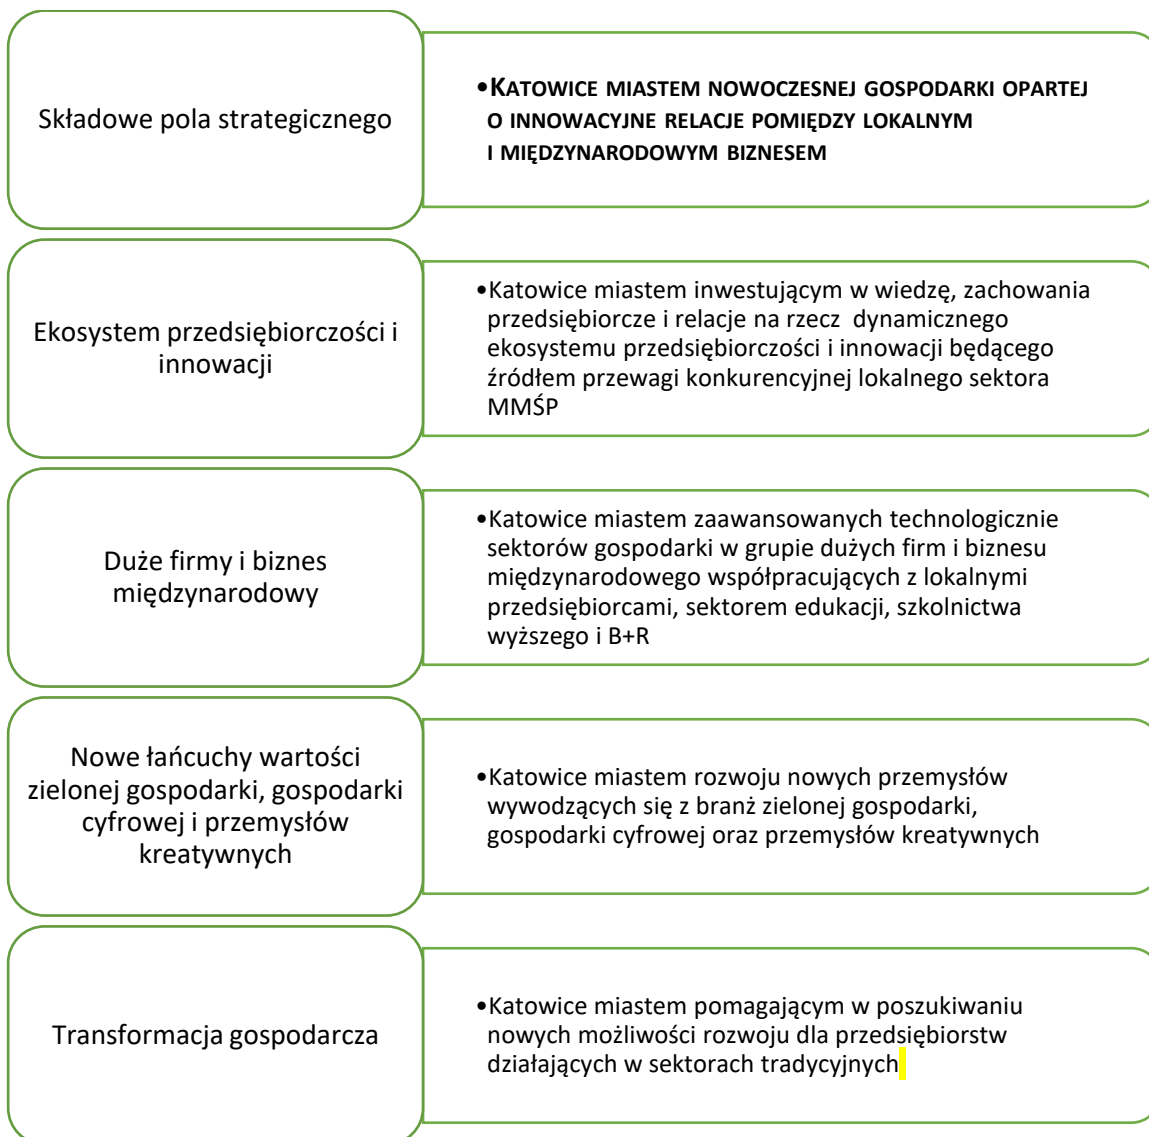 Składowe pola strategicznego
•KATOWICE MIASTEM NOWOCZESNEJ GOSPODARKI OPARTEJ
O INNOWACYJNE RELACJE POMIĘDZY LOKALNYM
I MIĘDZYNARODOWYM BIZNESEM
Ekosystem przedsiębiorczości i
innowacji
•Katowice miastem inwestującym w wiedzę, zachowania
przedsiębiorcze i relacje na rzecz dynamicznego
ekosystemu przedsiębiorczości i innowacji będącego
źródłem przewagi konkurencyjnej lokalnego sektora
MMŚP
Duże firmy i biznes
międzynarodowy
•Katowice miastem zaawansowanych technologicznie
sektorów gospodarki w grupie dużych firm i biznesu
międzynarodowego współpracujących z lokalnymi
przedsiębiorcami, sektorem edukacji, szkolnictwa
wyższego i B+R
Nowe łańcuchy wartości
zielonej gospodarki, gospodarki
cyfrowej i przemysłów
kreatywnych
•Katowice miastem rozwoju nowych przemysłów
wywodzących się z branż zielonej gospodarki,
gospodarki cyfrowej oraz przemysłów kreatywnych
Transformacja gospodarcza
•Katowice miastem pomagającym w poszukiwaniu
nowych możliwości rozwoju dla przedsiębiorstw
działających w sektorach tradycyjnych